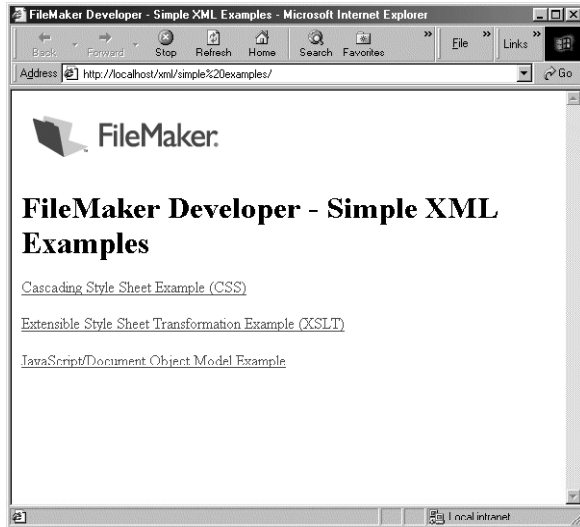 FileMaker Developer - Simple XML Examples - Microsoft Internet Explorer
Back Forward Stop Refresh Home Search Favorites » File » Links »
Address http://localhost/xml/simple%20examples/ Go
FileMaker.
FileMaker Developer - Simple XML
Examples
Cascading Style Sheet Example (CSS)
Extensible Style Sheet Transformation Example (XSLT)
JavaScript/Document Object Model Example
Local intranet